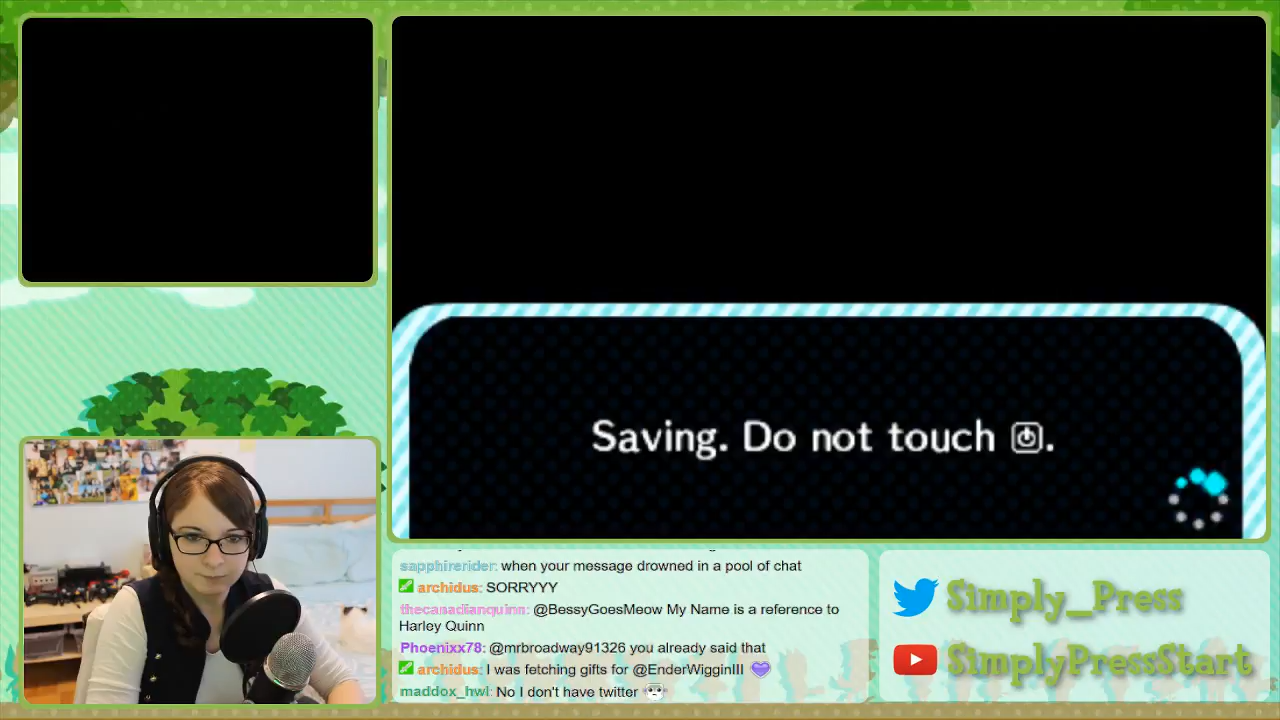 Saving. Do not touch .
sapphirerider: when your message drowned in a pool of chat
archidus: SORRYYY
thecanadianquinn: @BessyGoesMeow My Name is a reference to
Harley Quinn
Phoenixx78: @mrbroadway91326 you already said that
archidus: I was fetching gifts for @EnderWigginIII 💜
maddox_hwl: No I don't have twitter
Simply_Press
SimplyPressStart